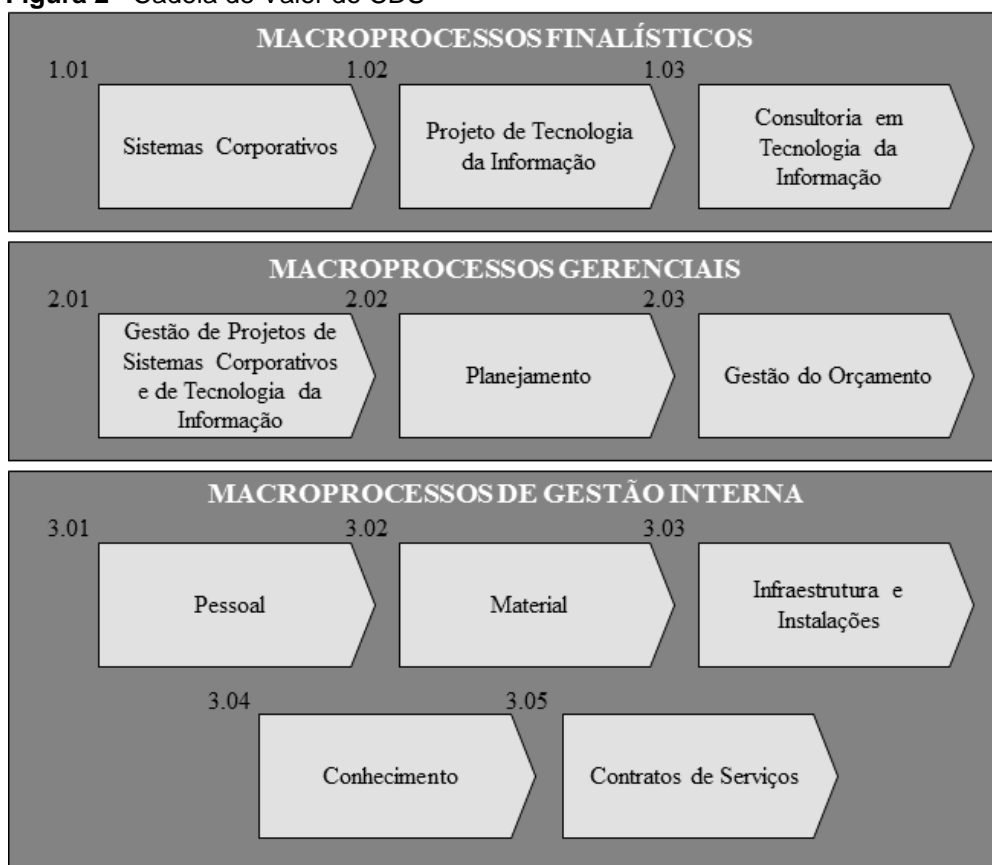 Figura 2 - Cadeia de Valor do CDS
MACROPROCESSOS FINALÍSTICOS
1.01
1.02
1.03
Sistemas Corporativos
Projeto de Tecnologia
da Informação
Consultoria em
Tecnologia da
Informação
MACROPROCESSOS GERENCIAIS
2.01
2.02
2.03
Gestão de Projetos de
Sistemas Corporativos
e de Tecnologia da
Informação
Planejamento
Gestão do Orçamento
MACROPROCESSOS DE GESTÃO INTERNA
3.01
3.02
3.03
Pessoal
Material
Infraestrutura e
Instalações
3.04
3.05
Conhecimento
Contratos de Serviços